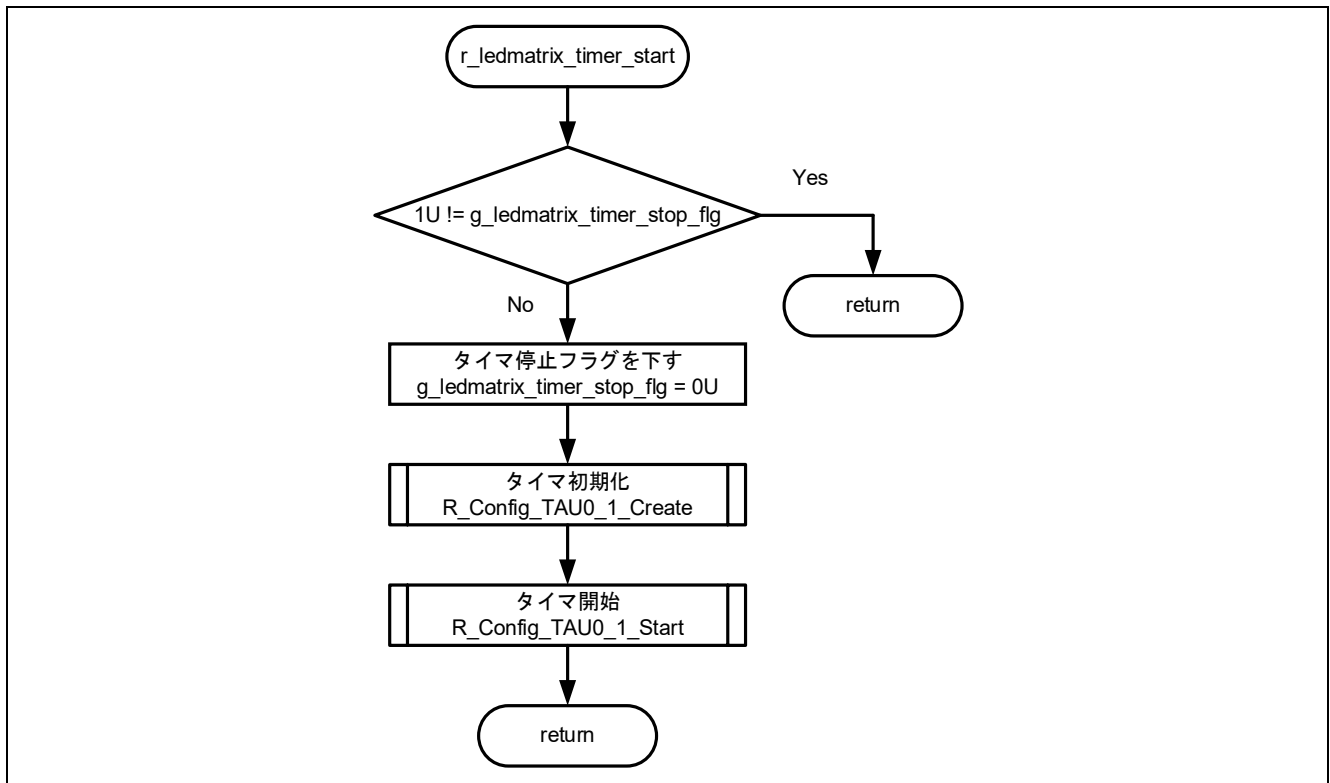 r_ledmatrix_timer_start
1U != g_ledmatrix_timer_stop_flg
Yes
return
No
タイマ停止フラグを下す
g_ledmatrix_timer_stop_flg = 0U
タイマ初期化
R_Config_TAU0_1_Create
タイマ開始
R_Config_TAU0_1_Start
return